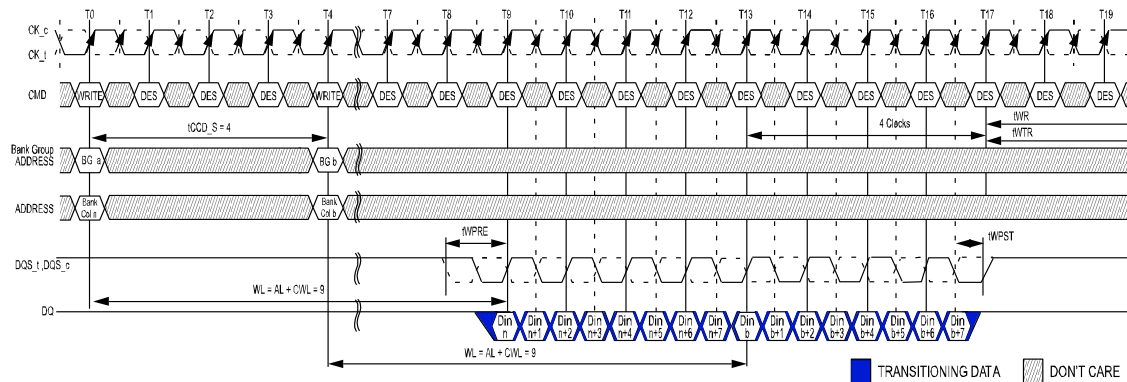 T0 T1 T2 T3 T4 T7 T8 T9 T10 T11 T12 T13 T14 T15 T16 T17 T18 T19
CK_c
CK_t
CMD WRITE DES DES DES WRITE DES DES DES DES DES DES DES DES DES DES DES DES DES
tCCD_S = 4 4 Clocks tWR
tWTR
Bank Group
ADDRESS BG a BG b
ADDRESS Bank Col n Bank Col b
tWPRE tWPST
DQS_t ,DQS_c
WL = AL + CWL = 9
DQ Din n Din n+1 Din n+2 Din n+3 Din n+4 Din n+5 Din n+6 Din n+7 Din b Din b+1 Din b+2 Din b+3 Din b+4 Din b+5 Din b+6 Din b+7
WL = AL + CWL = 9
TRANSITIONING DATA DON'T CARE